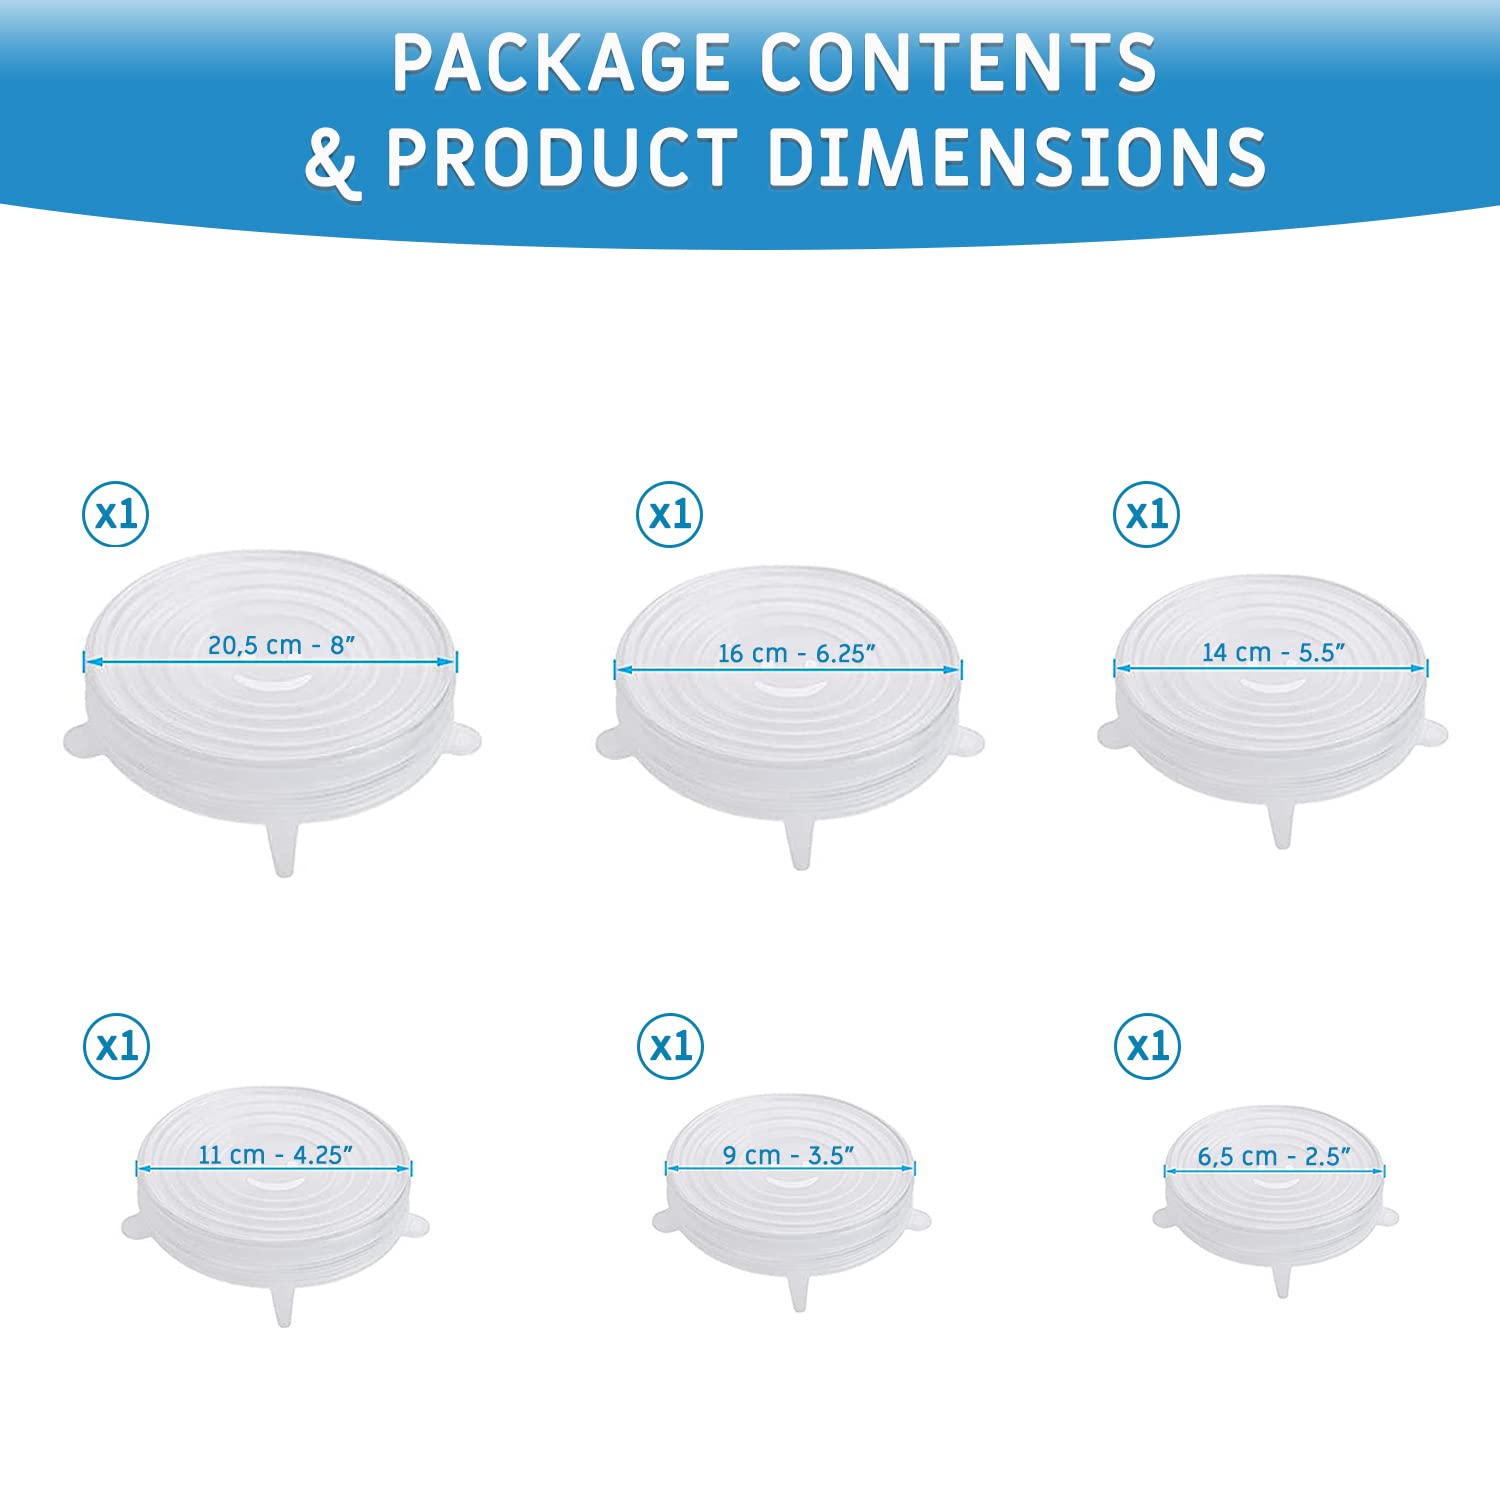 PACKAGE CONTENTS
& PRODUCT DIMENSIONS
x1
x1
x1
20,5 cm - 8”
16 cm - 6.25”
14 cm - 5.5”
x1
x1
x1
11 cm - 4.25”
9 cm - 3.5”
6,5 cm - 2.5”